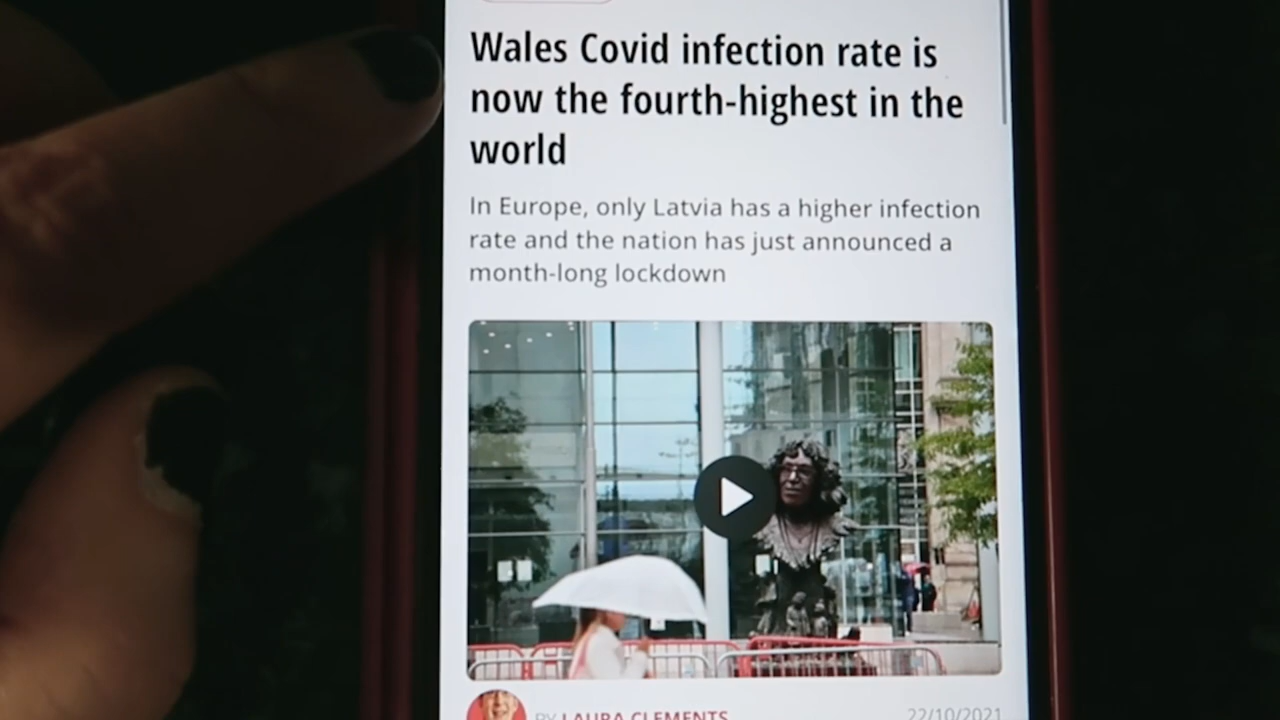 Wales Covid infection rate is
now the fourth-highest in the
world
In Europe, only Latvia has a higher infection
rate and the nation has just announced a
month-long lockdown
BY LAURA CLEMENTS
22/10/2021